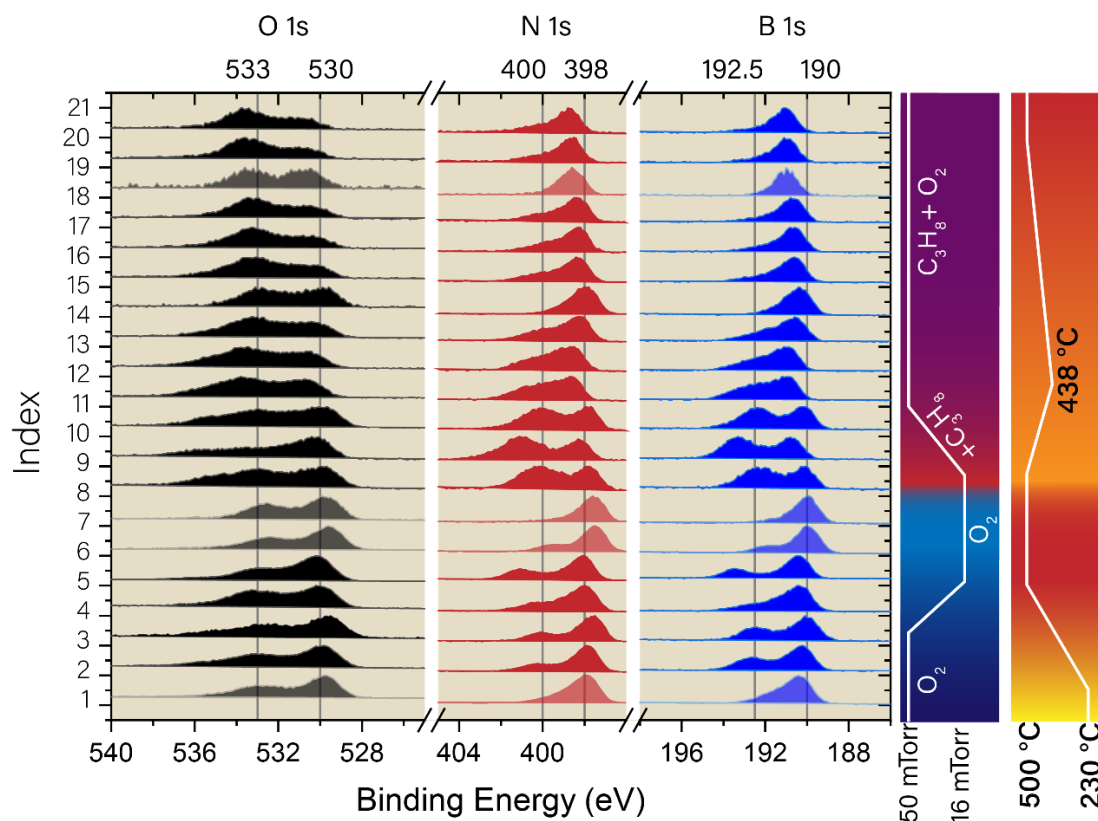 O 1s N 1s B 1s
533 530 400 398 192.5 190
21
20
19
18
17
16
15
14
13
12
11
10
9
8
7
6
5
4
3
2
1
Index
540 536 532 528 404 400 196 192 188
Binding Energy (eV)
C₃H₈ + O₂
+C₃H₈
O₂
O₂
50 mTorr
16 mTorr
438 °C
500 °C
230 °C